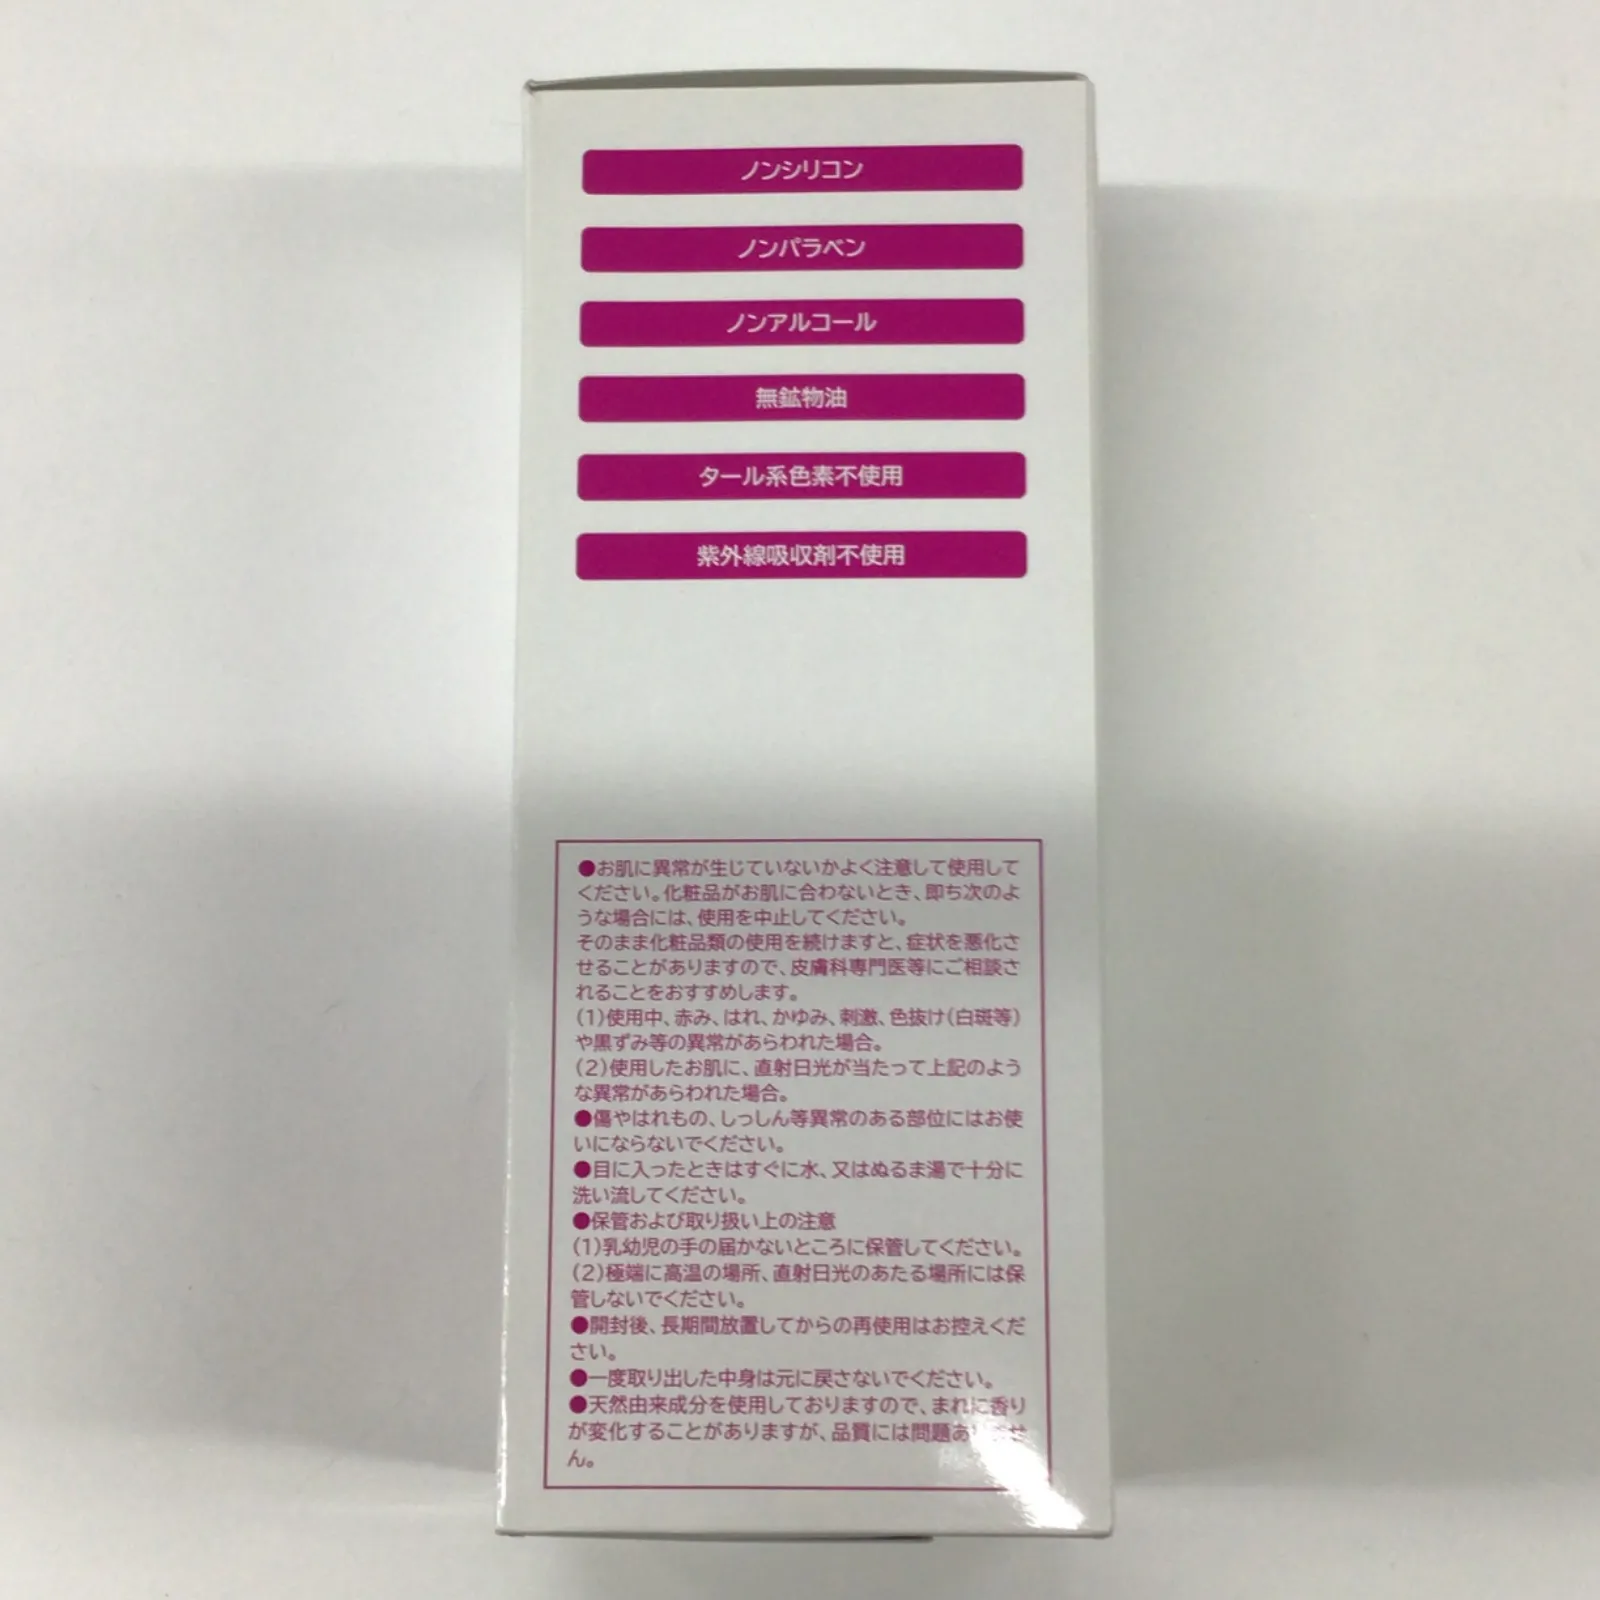 ノンシリコン
ノンパラベン
ノンアルコール
無鉱物油
タール系色素不使用
紫外線吸収剤不使用
●お肌に異常が生じていないかよく注意して使用して
ください。化粧品がお肌に合わないとき、即ち次のよ
うな場合には、使用を中止してください。
そのまま化粧品類の使用を続けますと、症状を悪化さ
せることがありますので、皮膚科専門医等にご相談さ
れることをおすすめします。
(1)使用中、赤み、はれ、かゆみ、刺激、色抜け(白斑等)
や黒ずみ等の異常があらわれた場合。
(2)使用したお肌に、直射日光が当たって上記のよう
な異常があらわれた場合。
●傷やはれもの、しっしん等異常のある部位にはお使
いにならないでください。
●目に入ったときはすぐに水、又はぬるま湯で十分に
洗い流してください。
●保管および取り扱い上の注意
(1)乳幼児の手の届かないところに保管してください。
(2)極端に高温の場所、直射日光のあたる場所には保
管しないでください。
●開封後、長期間放置してからの再使用はお控えくだ
さい。
●一度取り出した中身は元に戻さないでください。
●天然由来成分を使用しておりますので、まれに香り
が変化することがありますが、品質には問題ありませ
ん。